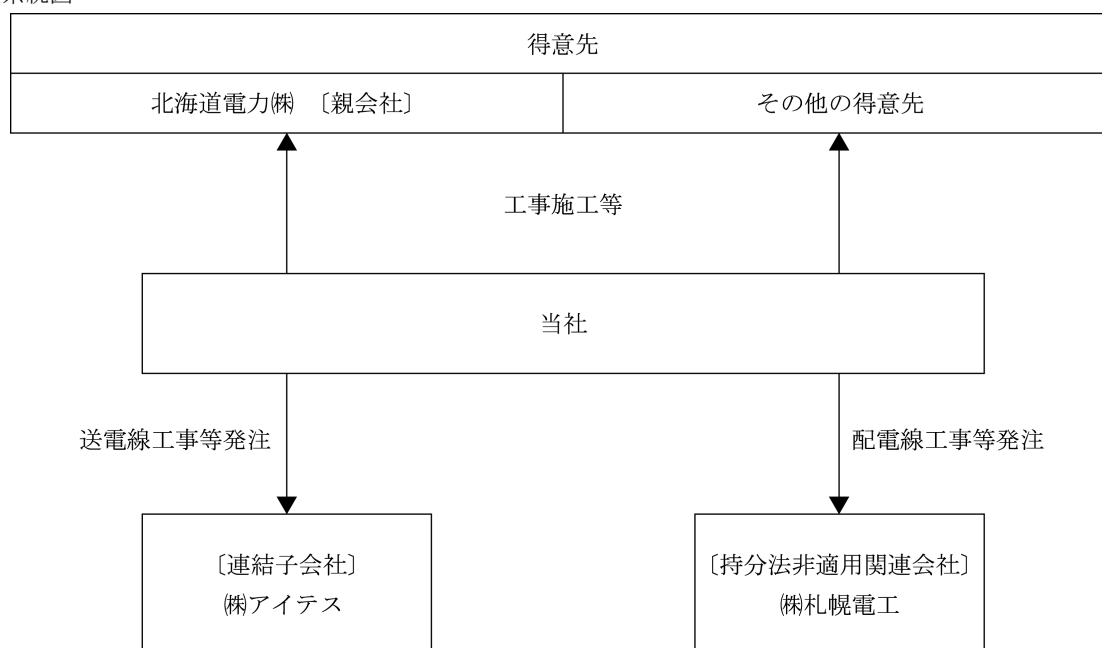 系統図
得意先
北海道電力㈱ 〔親会社〕
その他の得意先
工事施工等
当社
送電線工事等発注
配電線工事等発注
〔連結子会社〕
㈱アイテス
〔持分法非適用関連会社〕
㈱札幌電工